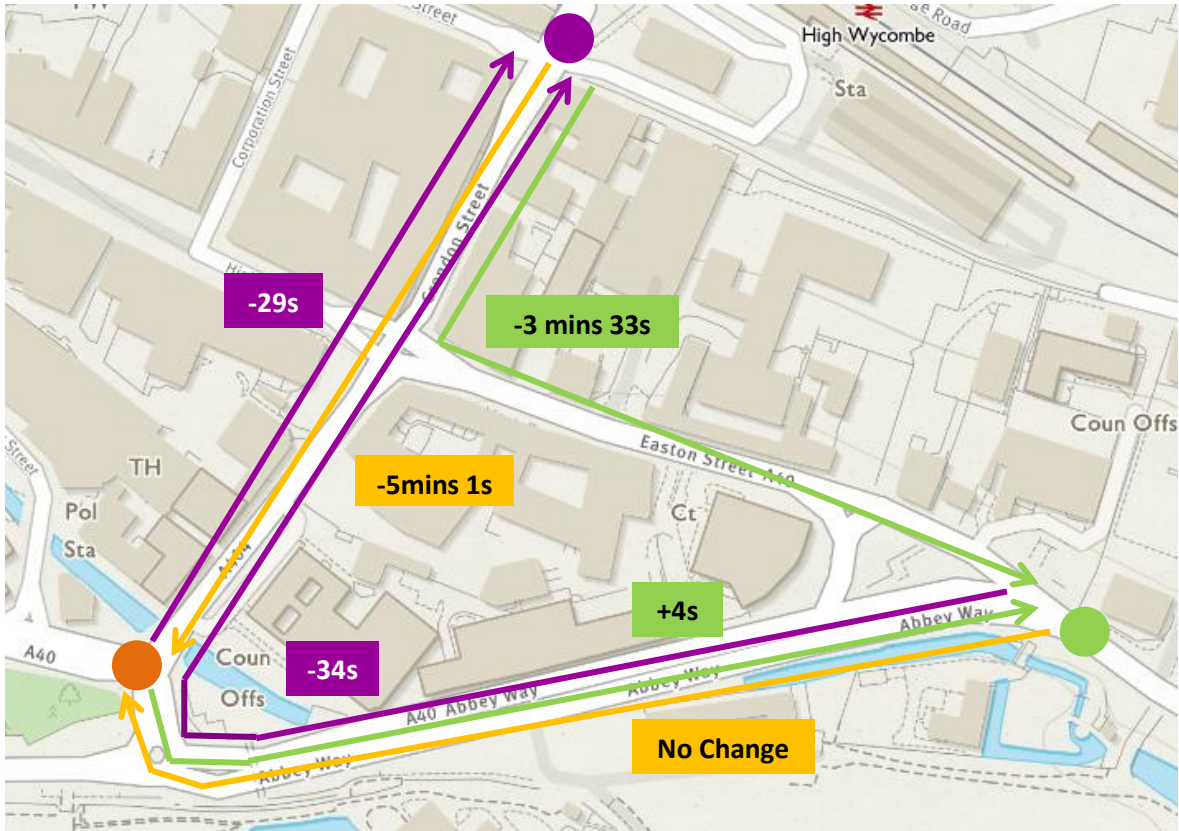 Street
ge Road
High Wycombe
Sta
Corporation Street
Crendon Street
-29s
-3 mins 33s
Coun Offs
Easton Street A40
TH
-5mins 1s
Ct
Pol
Sta
A404
+4s
Abbey Way
A40
Coun
Offs
-34s
Abbey Way
A40 Abbey Way
No Change
Abbey Way